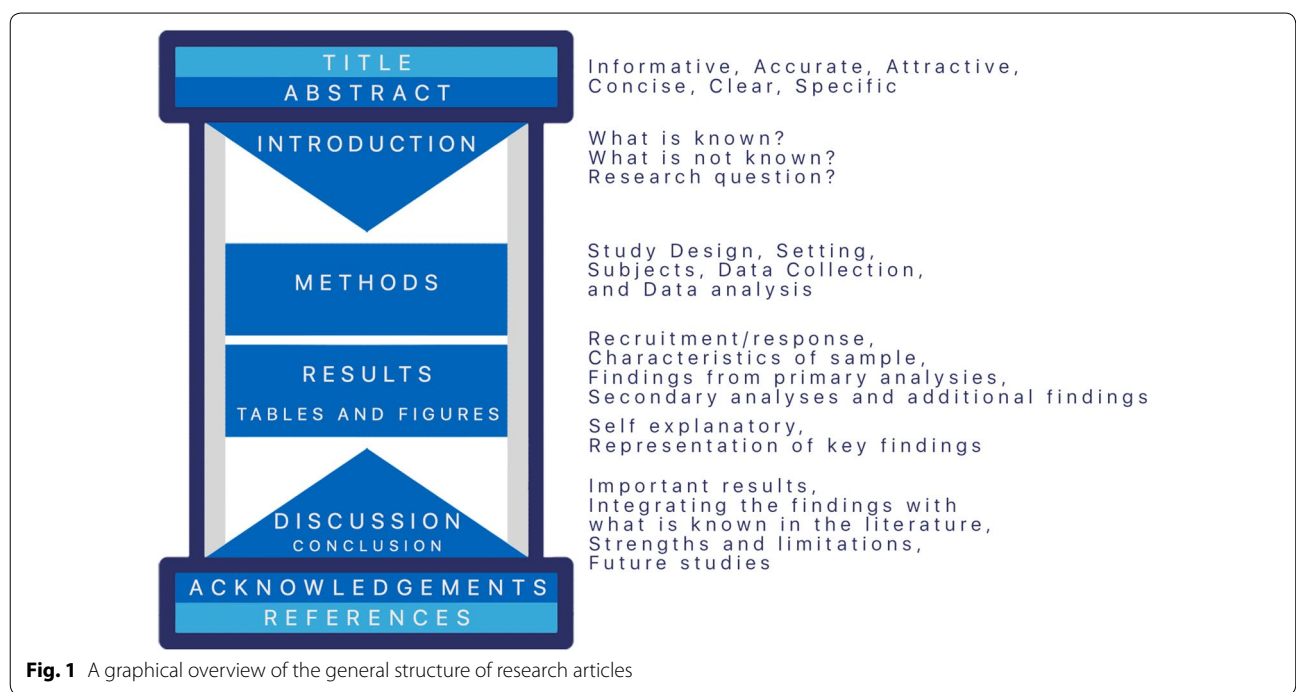 TITLE
ABSTRACT
Informative, Accurate, Attractive,
Concise, Clear, Specific
INTRODUCTION
What is known?
What is not known?
Research question?
METHODS
Study Design, Setting,
Subjects, Data Collection,
and Data analysis
RESULTS
TABLES AND FIGURES
Recruitment/response,
Characteristics of sample,
Findings from primary analysies,
Secondary analyses and additional findings
Self explanatory,
Representation of key findings
DISCUSSION
CONCLUSION
Important results,
Integrating the findings with
what is known in the literature,
Strengths and limitations,
Future studies
ACKNOWLEDGEMENTS
REFERENCES
Fig. 1 A graphical overview of the general structure of research articles